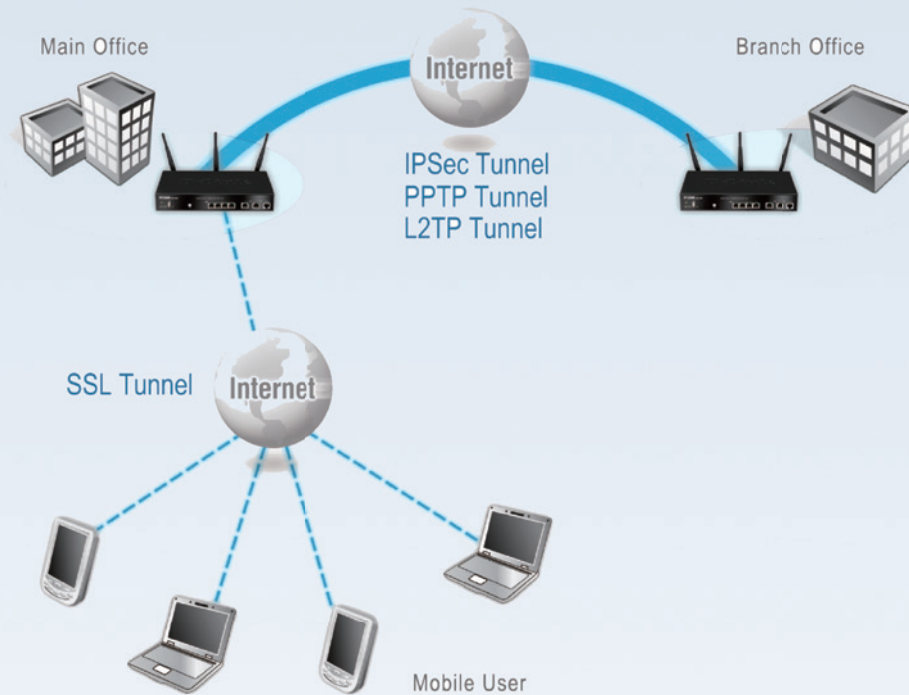 Main Office
Internet
Branch Office
IPSec Tunnel
PPTP Tunnel
L2TP Tunnel
SSL Tunnel
Internet
Mobile User